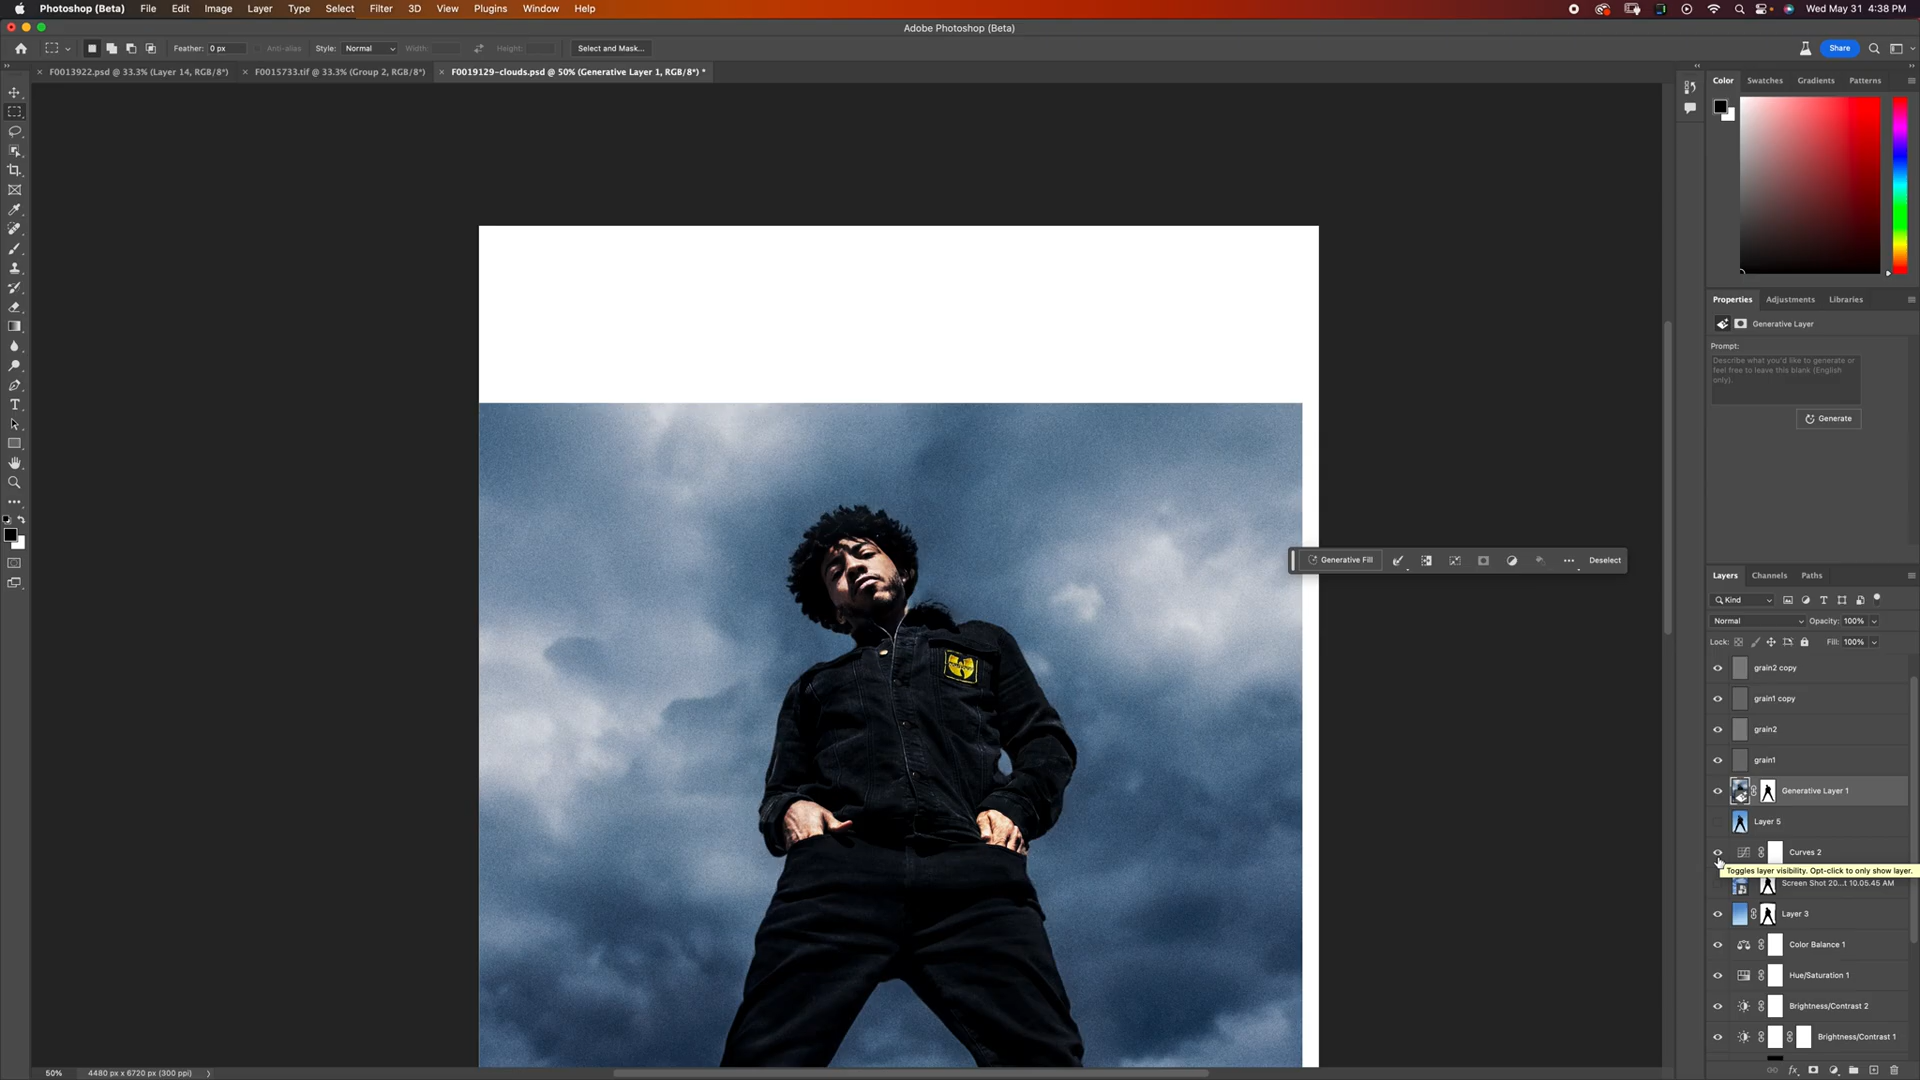 Photoshop (Beta) File Edit Image Layer Type Select Filter 3D View Plugins Window Help Wed May 31 4:38 PM
Adobe Photoshop (Beta)
Feather: 0 px Anti-alias Style: Normal Width: Height: Select and Mask... Share
F0013922.psd @ 33.3% (Layer 14, RGB/8*) F0015733.tif @ 33.3% (Group 2, RGB/8*) F0019129-clouds.psd @ 50% (Generative Layer 1, RGB/8*) *
Color Swatches Gradients Patterns
Properties Adjustments Libraries
Generative Layer
Prompt:
Describe what you'd like to generate or
feel free to leave this blank (English
only).
Generate
Generative Fill Deselect
Layers Channels Paths
Kind
Normal Opacity: 100%
Lock: Fill: 100%
grain2 copy
grain1 copy
grain2
grain1
Generative Layer 1
Layer 5
Curves 2
Toggles layer visibility. Opt-click to only show layer.
Screen Shot 20...t 10.05.45 AM
Layer 3
Color Balance 1
Hue/Saturation 1
Brightness/Contrast 2
Brightness/Contrast 1
50% 4480 px x 6720 px (300 ppi)